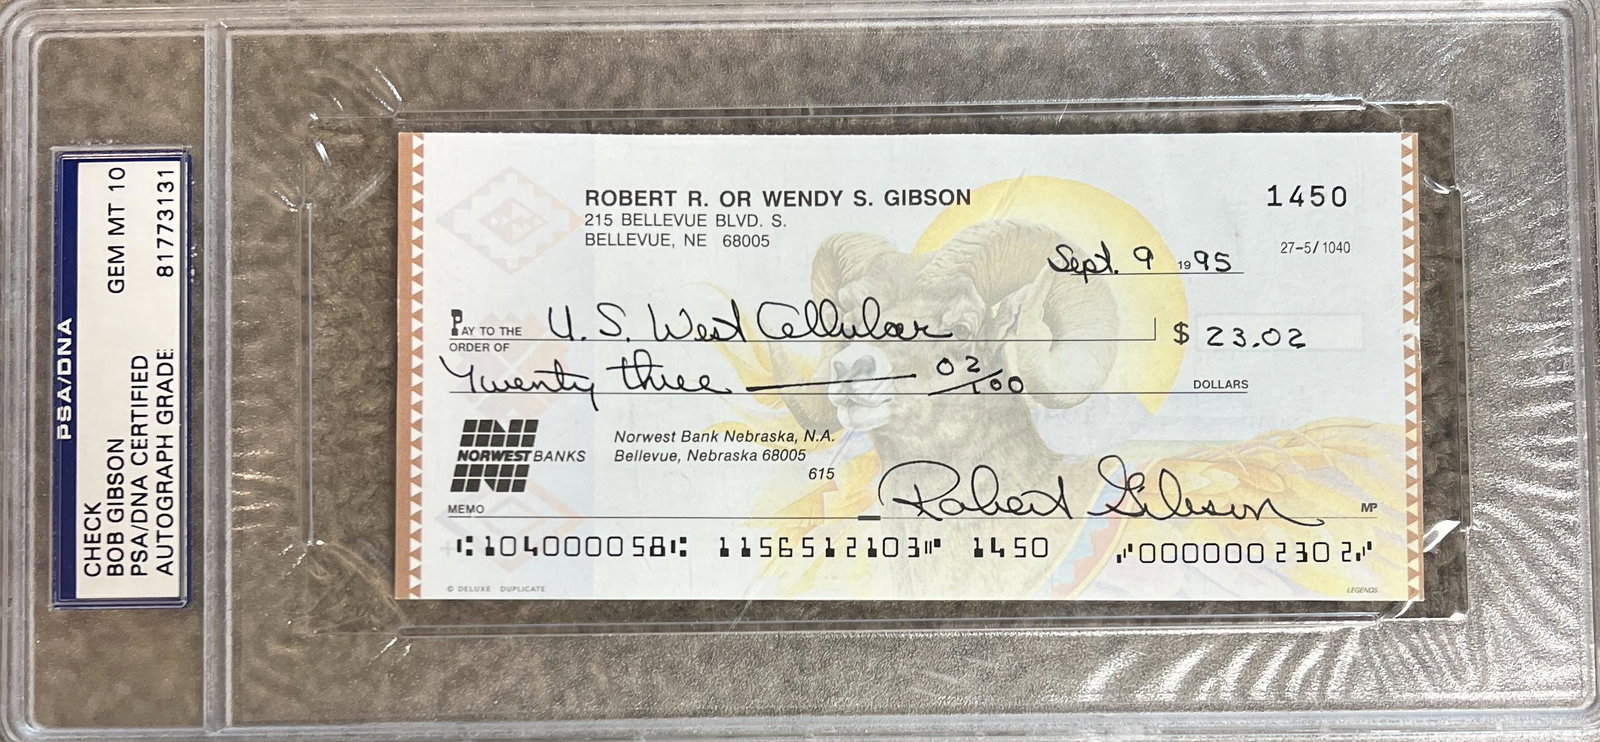 PSA/DNA
GEM MT 10
81773131
CHECK
BOB GIBSON
PSA/DNA CERTIFIED
AUTOGRAPH GRADE:
ROBERT R. OR WENDY S. GIBSON
215 BELLEVUE BLVD. S.
BELLEVUE, NE 68005
1450
27-5/1040
Sept. 9 1995
PAY TO THE
ORDER OF
U. S. West Cellular
$ 23.02
Twenty three 02/100 DOLLARS
NORWEST BANKS
Norwest Bank Nebraska, N.A.
Bellevue, Nebraska 68005
615
MEMO
Robert Gibson
MP
⑆104000058⑆ 1156512103⑈ 1450 ⑇0000002302⑇
© DELUXE DUPLICATE
LEGENDS